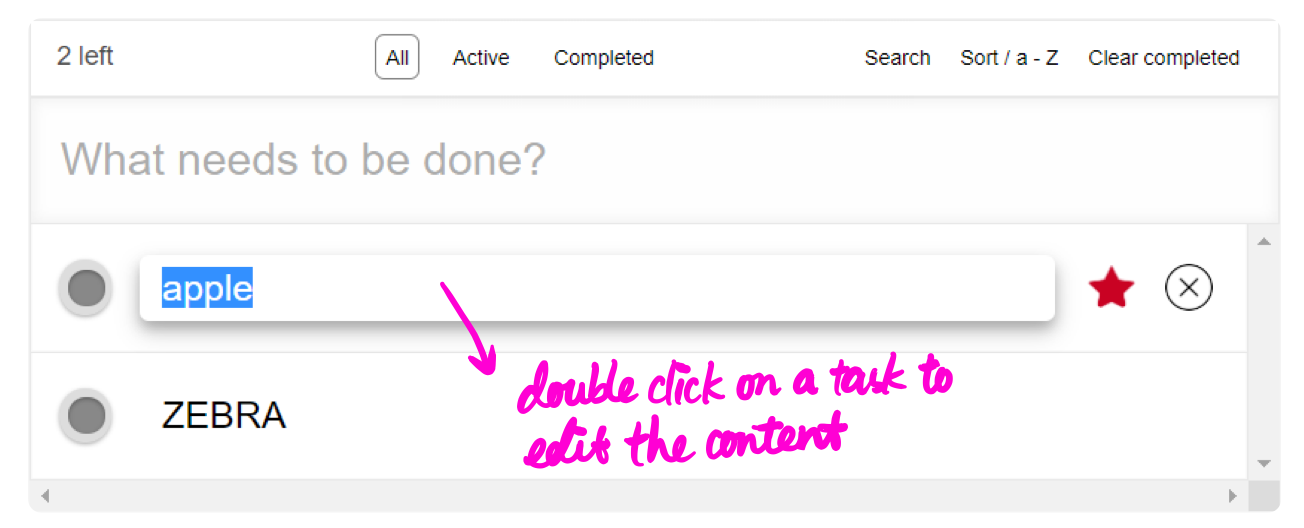 2 left All Active Completed Search Sort / a - Z Clear completed
What needs to be done?
apple
double click on a task to
edit the content
ZEBRA